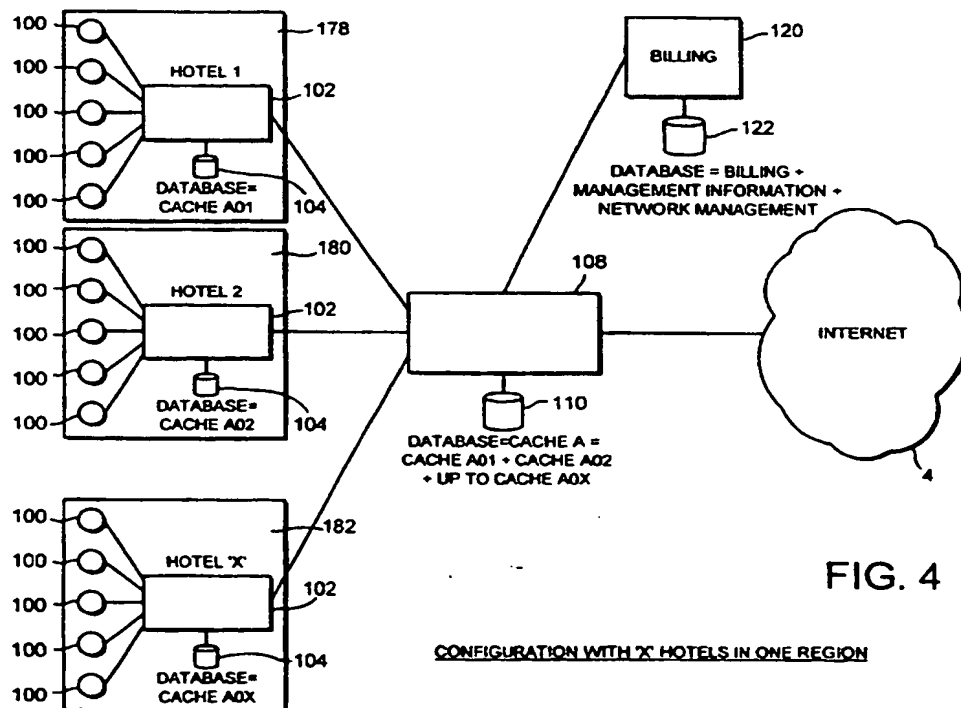 100
100
100
100
100
178
HOTEL 1
102
104
DATABASE=
CACHE A01
100
100
100
100
100
180
HOTEL 2
102
104
DATABASE=
CACHE A02
100
100
100
100
100
182
HOTEL 'X'
102
104
DATABASE=
CACHE A0X
108
110
DATABASE=CACHE A =
CACHE A01 + CACHE A02
+ UP TO CACHE A0X
BILLING
120
122
DATABASE = BILLING +
MANAGEMENT INFORMATION +
NETWORK MANAGEMENT
INTERNET
4
FIG. 4
CONFIGURATION WITH 'X' HOTELS IN ONE REGION